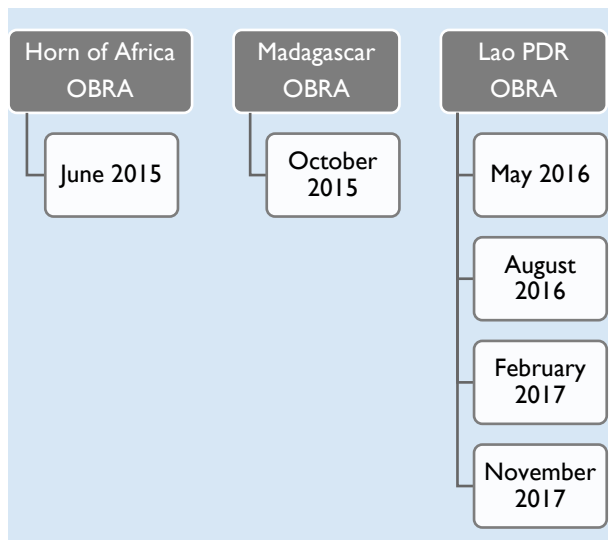 Horn of Africa
OBRA
June 2015
Madagascar
OBRA
October
2015
Lao PDR
OBRA
May 2016
August
2016
February
2017
November
2017